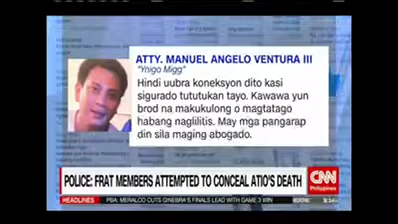 ATTY. MANUEL ANGELO VENTURA III
"Ynigo Migg"
Hindi uubra koneksyon dito kasi
sigurado tututukan tayo. Kawawa yun
brod na makukulong o magtatago
habang naglilitis. May mga pangarap
din sila maging abogado.
POLICE: FRAT MEMBERS ATTEMPTED TO CONCEAL ATIO'S DEATH
CNN
Philippines
HEADLINES
PBA: MERALCO CUTS GINEBRA'S FINALS LEAD WITH GAME 3 WIN